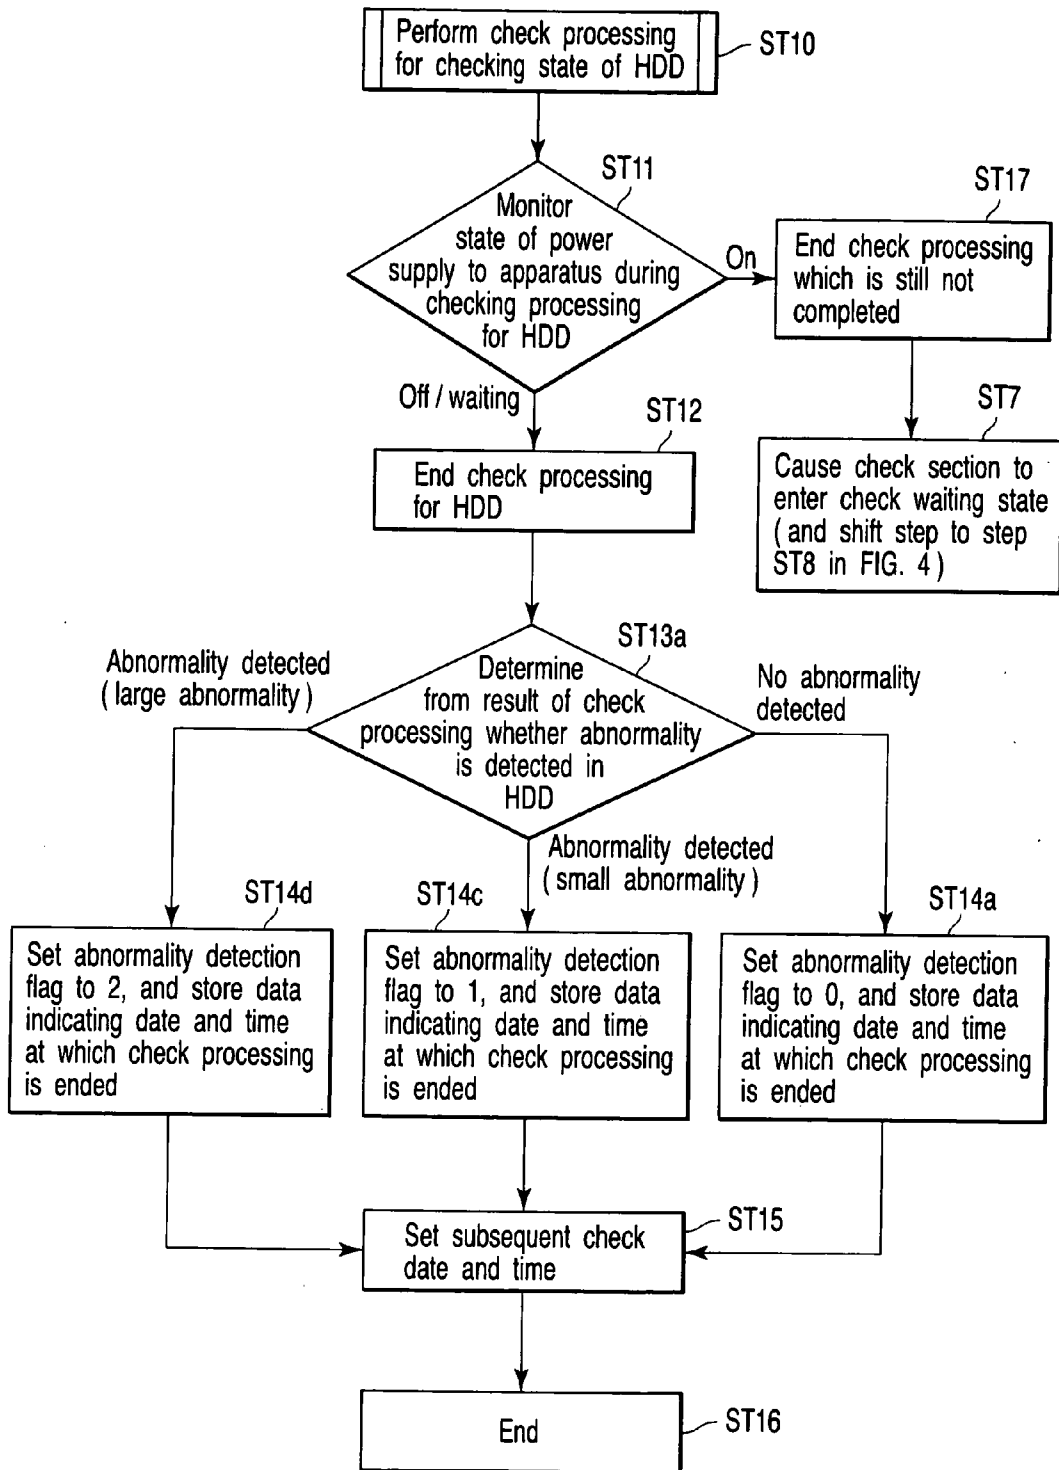 Perform check processing
for checking state of HDD
ST10
ST11
Monitor
state of power
supply to apparatus during
checking processing
for HDD
On
ST17
End check processing
which is still not
completed
Off / waiting
ST12
End check processing
for HDD
ST7
Cause check section to
enter check waiting state
( and shift step to step
ST8 in FIG. 4 )
ST13a
Determine
from result of check
processing whether abnormality
is detected in
HDD
Abnormality detected
( large abnormality )
No abnormality
detected
Abnormality detected
( small abnormality )
ST14d
Set abnormality detection
flag to 2, and store data
indicating date and time
at which check processing
is ended
ST14c
Set abnormality detection
flag to 1, and store data
indicating date and time
at which check processing
is ended
ST14a
Set abnormality detection
flag to 0, and store data
indicating date and time
at which check processing
is ended
Set subsequent check
date and time
ST15
End
ST16